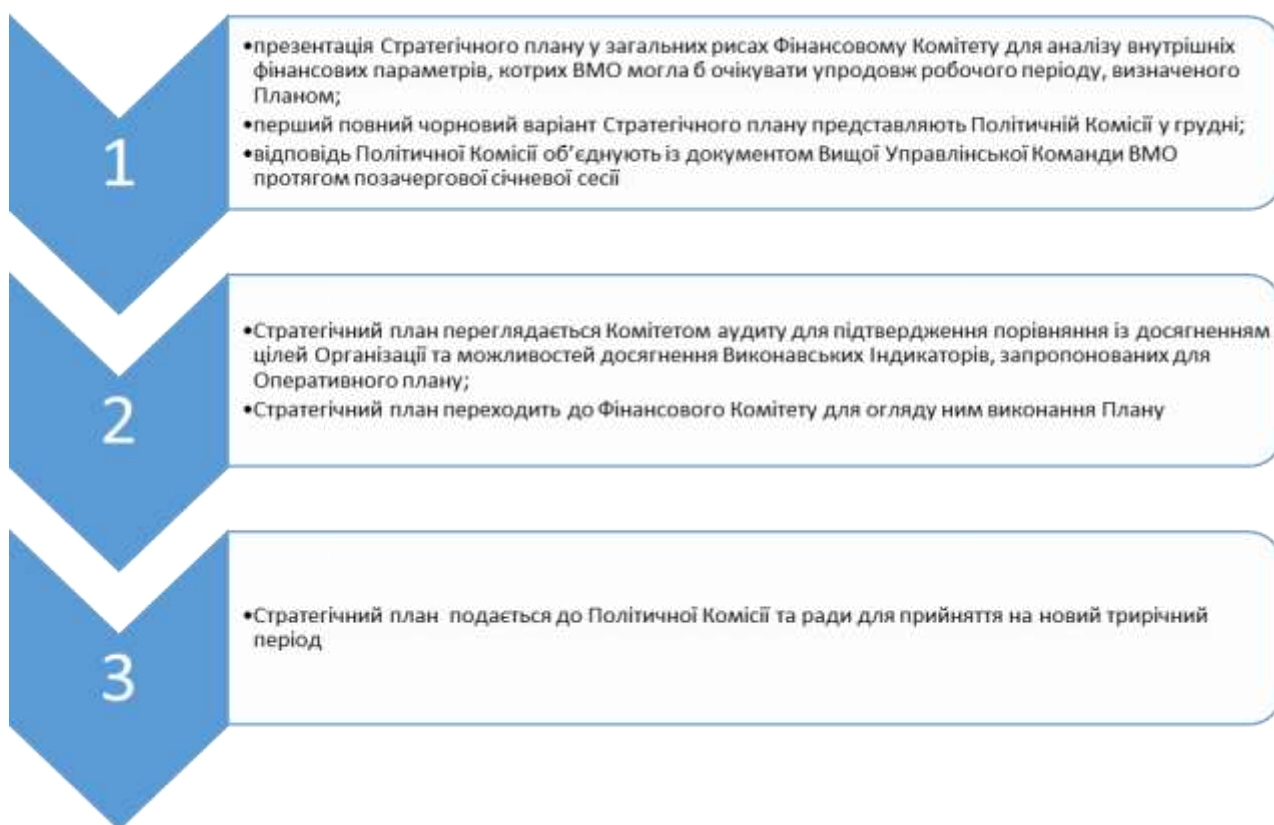 1
•презентація Стратегічного плану у загальних рисах Фінансовому Комітету для аналізу внутрішніх
фінансових параметрів, котрих ВМО могла б очікувати упродовж робочого періоду, визначеного
Планом;
•перший повний чорновий варіант Стратегічного плану представляють Політичній Комісії у грудні;
•відповідь Політичної Комісії об’єднують із документом Вищої Управлінської Команди ВМО
протягом позачергової січневої сесії
2
•Стратегічний план переглядається Комітетом аудиту для підтвердження порівняння із досягненням
цілей Організації та можливостей досягнення Виконавських Індикаторів, запропонованих для
Оперативного плану;
•Стратегічний план переходить до Фінансового Комітету для огляду ним виконання Плану
3
•Стратегічний план подається до Політичної Комісії та ради для прийняття на новий трирічний
період